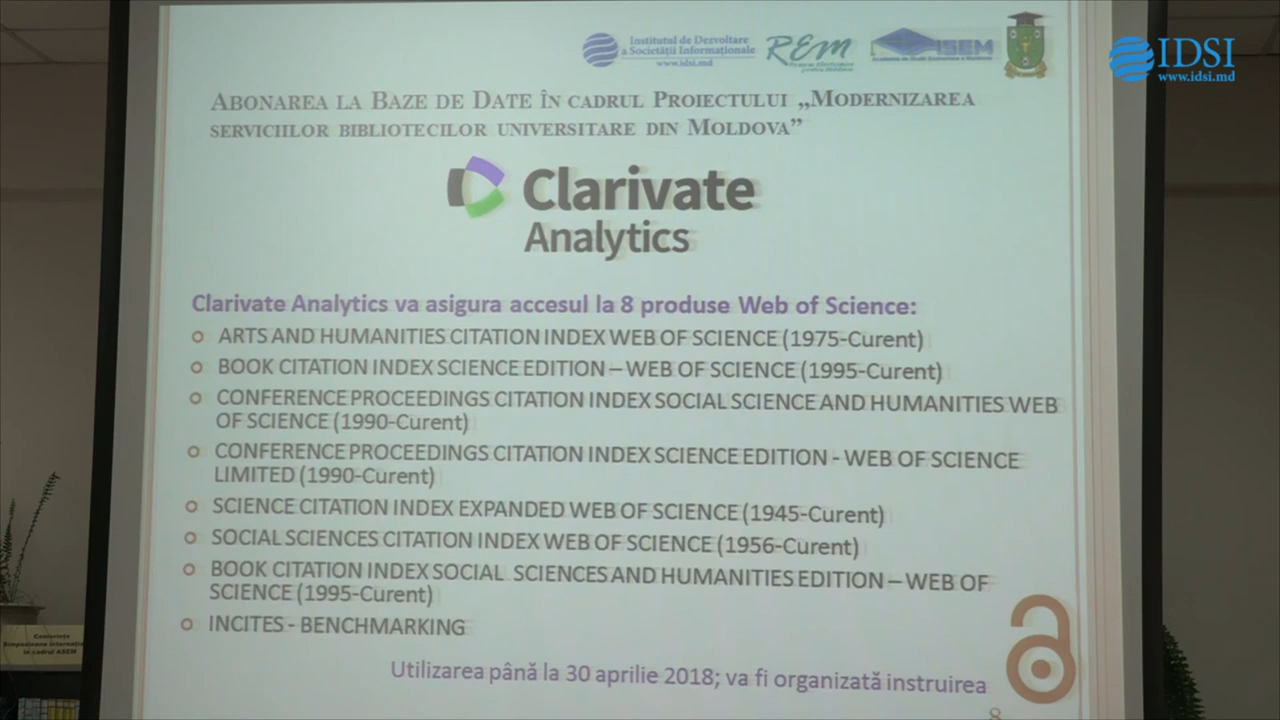 Institutul de Dezvoltare
a Societății Informaționale
www.idsi.md
REM
ISEM
IDSI
www.idsi.md
ABONAREA LA BAZE DE DATE ÎN CADRUL PROIECTULUI „MODERNIZAREA
SERVICIILOR BIBLIOTECILOR UNIVERSITARE DIN MOLDOVA”
Clarivate
Analytics
Clarivate Analytics va asigura accesul la 8 produse Web of Science:
ARTS AND HUMANITIES CITATION INDEX WEB OF SCIENCE (1975-Curent)
BOOK CITATION INDEX SCIENCE EDITION – WEB OF SCIENCE (1995-Curent)
CONFERENCE PROCEEDINGS CITATION INDEX SOCIAL SCIENCE AND HUMANITIES WEB
OF SCIENCE (1990-Curent)
CONFERENCE PROCEEDINGS CITATION INDEX SCIENCE EDITION - WEB OF SCIENCE
LIMITED (1990-Curent)
SCIENCE CITATION INDEX EXPANDED WEB OF SCIENCE (1945-Curent)
SOCIAL SCIENCES CITATION INDEX WEB OF SCIENCE (1956-Curent)
BOOK CITATION INDEX SOCIAL SCIENCES AND HUMANITIES EDITION – WEB OF
SCIENCE (1995-Curent)
INCITES - BENCHMARKING
Utilizarea până la 30 aprilie 2018; va fi organizată instruirea
8
Conferințe
în cadrul ASEM